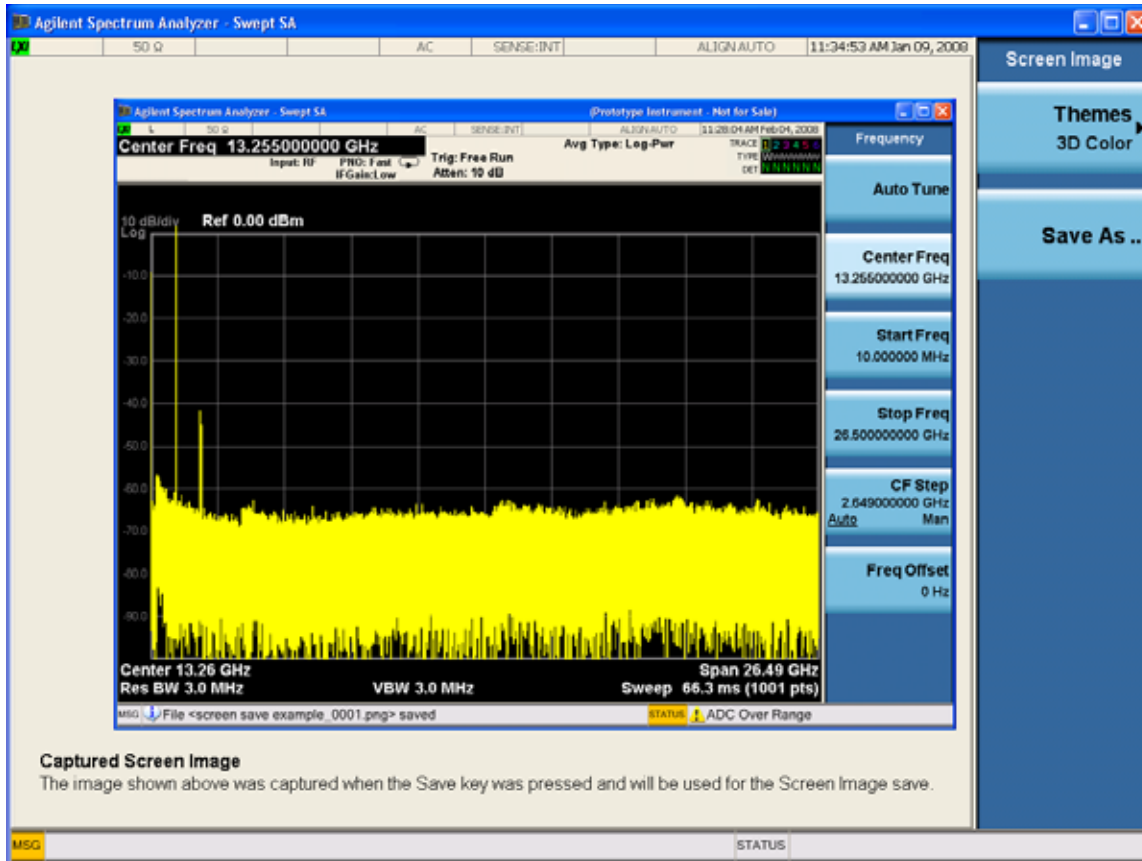 Agilent Spectrum Analyzer - Swept SA
LXI 50 Ω AC SENSE:INT ALIGN AUTO 11:34:53 AM Jan 09, 2008
Screen Image
Themes
3D Color
Save As ..
Agilent Spectrum Analyzer - Swept SA (Prototype Instrument - Not for Sale)
L 50 Ω AC SENSE:INT ALIGN AUTO 11:28:04 AM Feb 04, 2008
Center Freq 13.255000000 GHz
Input: RF PNO: Fast Trig: Free Run Avg Type: Log-Pwr TRACE 1 2 3 4 5 6
IFGain:Low Atten: 10 dB TYPE
DET N N N N N N
10 dB/div Ref 0.00 dBm
Log
-10.0
-20.0
-30.0
-40.0
-50.0
-60.0
-70.0
-80.0
-90.0
Center 13.26 GHz Span 26.49 GHz
Res BW 3.0 MHz VBW 3.0 MHz Sweep 66.3 ms (1001 pts)
MSG File <screen save example_0001.png> saved STATUS ADC Over Range
Frequency
Auto Tune
Center Freq
13.255000000 GHz
Start Freq
10.000000 MHz
Stop Freq
26.500000000 GHz
CF Step
2.649000000 GHz
Auto Man
Freq Offset
0 Hz
Captured Screen Image
The image shown above was captured when the Save key was pressed and will be used for the Screen Image save.
MSG STATUS